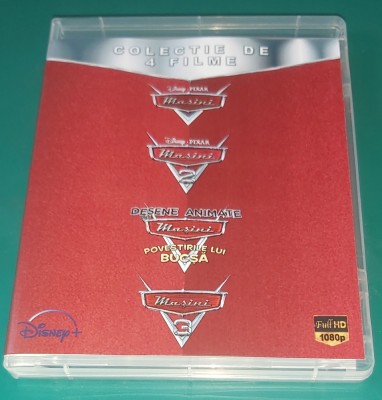 COLECTIE DE
4 FILME
Disney PIXAR
Masini
Disney PIXAR
Masini
2
DESENE ANIMATE
Masini
POVESTIRILE LUI
BUCSĂ
Masini
3
Disney+
Full HD
1080p